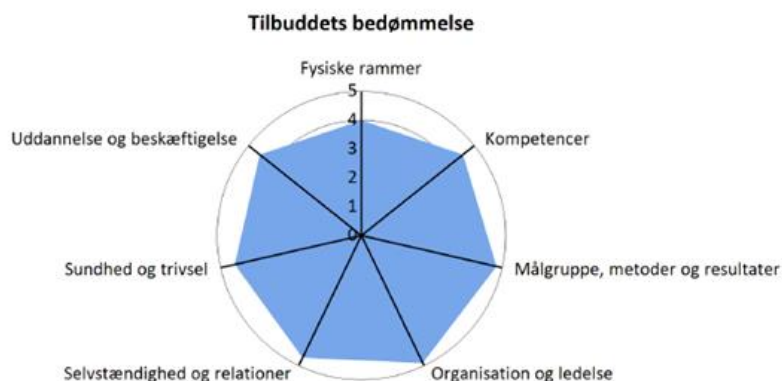 Tilbuddets bedømmelse
Fysiske rammer
5
4
3
2
1
0
Uddannelse og beskæftigelse
Kompetencer
Sundhed og trivsel
Målgruppe, metoder og resultater
Selvstændighed og relationer
Organisation og ledelse